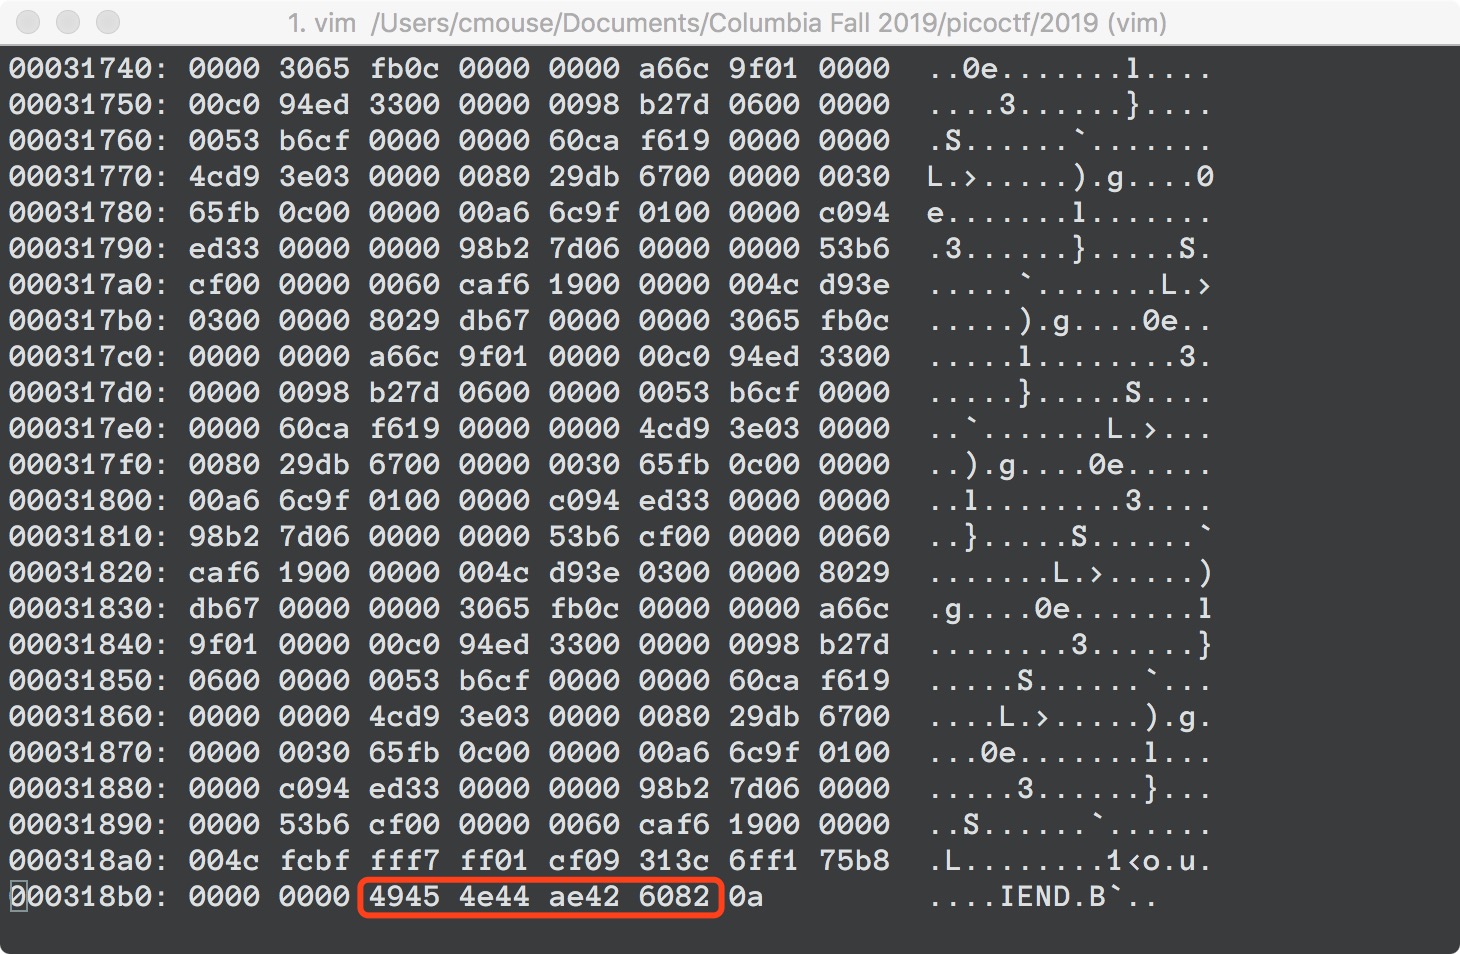 1. vim /Users/cmouse/Documents/Columbia Fall 2019/picoctf/2019 (vim)
00031740: 0000 3065 fb0c 0000 0000 a66c 9f01 0000 ..0e.......l....
00031750: 00c0 94ed 3300 0000 0098 b27d 0600 0000 ....3......}....
00031760: 0053 b6cf 0000 0000 60ca f619 0000 0000 .S......`.......
00031770: 4cd9 3e03 0000 0080 29db 6700 0000 0030 L.>.....).g....0
00031780: 65fb 0c00 0000 00a6 6c9f 0100 0000 c094 e.......l.......
00031790: ed33 0000 0000 98b2 7d06 0000 0000 53b6 .3......}.....S.
000317a0: cf00 0000 0060 caf6 1900 0000 004c d93e .....`.......L.>
000317b0: 0300 0000 8029 db67 0000 0000 3065 fb0c .....).g....0e..
000317c0: 0000 0000 a66c 9f01 0000 00c0 94ed 3300 .....l........3.
000317d0: 0000 0098 b27d 0600 0000 0053 b6cf 0000 .....}.....S....
000317e0: 0000 60ca f619 0000 0000 4cd9 3e03 0000 ..`.......L.>...
000317f0: 0080 29db 6700 0000 0030 65fb 0c00 0000 ..).g....0e.....
00031800: 00a6 6c9f 0100 0000 c094 ed33 0000 0000 ..l........3....
00031810: 98b2 7d06 0000 0000 53b6 cf00 0000 0060 ..}.....S......`
00031820: caf6 1900 0000 004c d93e 0300 0000 8029 .......L.>.....)
00031830: db67 0000 0000 3065 fb0c 0000 0000 a66c .g....0e.......l
00031840: 9f01 0000 00c0 94ed 3300 0000 0098 b27d ........3......}
00031850: 0600 0000 0053 b6cf 0000 0000 60ca f619 .....S......`...
00031860: 0000 0000 4cd9 3e03 0000 0080 29db 6700 ....L.>.....).g.
00031870: 0000 0030 65fb 0c00 0000 00a6 6c9f 0100 ...0e.......l...
00031880: 0000 c094 ed33 0000 0000 98b2 7d06 0000 .....3......}...
00031890: 0000 53b6 cf00 0000 0060 caf6 1900 0000 ..S......`......
000318a0: 004c fcbf fff7 ff01 cf09 313c 6ff1 75b8 .L........1<o.u.
000318b0: 0000 0000 4945 4e44 ae42 6082 0a ....IEND.B`..